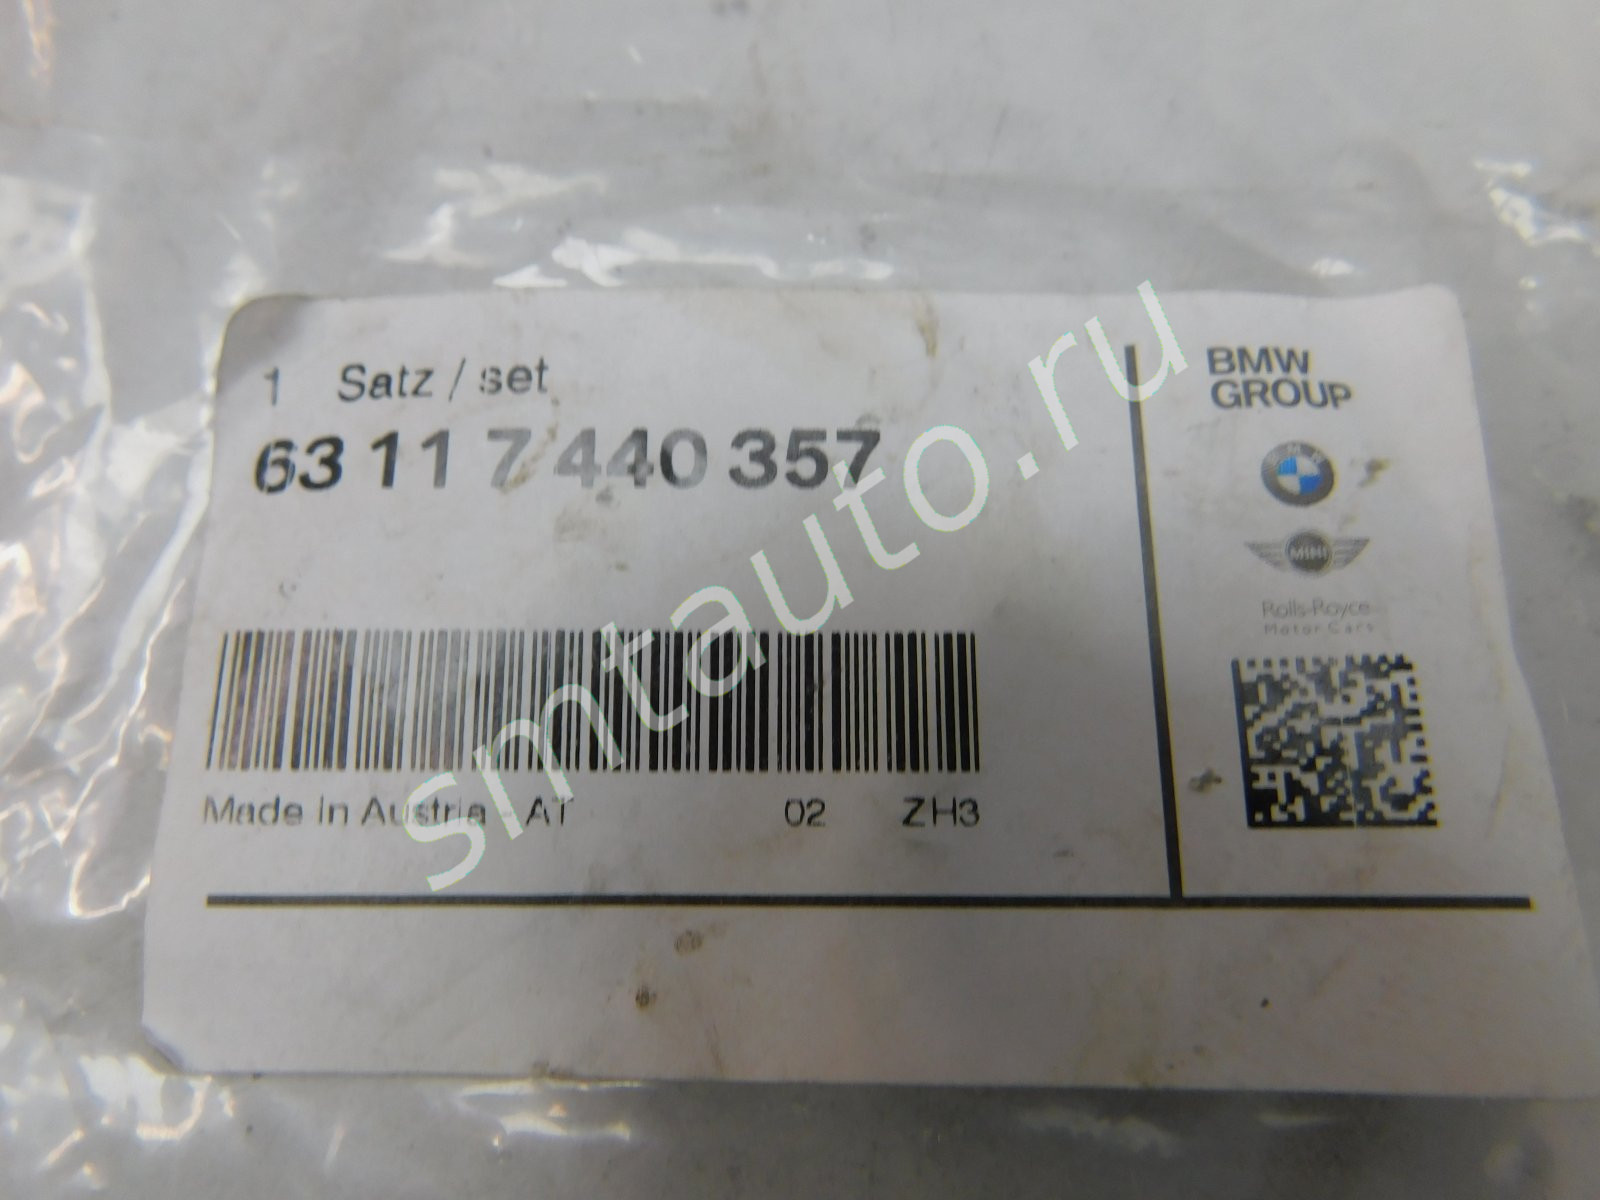 1 Satz / set
63 11 7 440 357
Made In Austria - AT 02 ZH3
BMW
GROUP
MINI
Rolls-Royce
Motor Cars
smtauto.ru